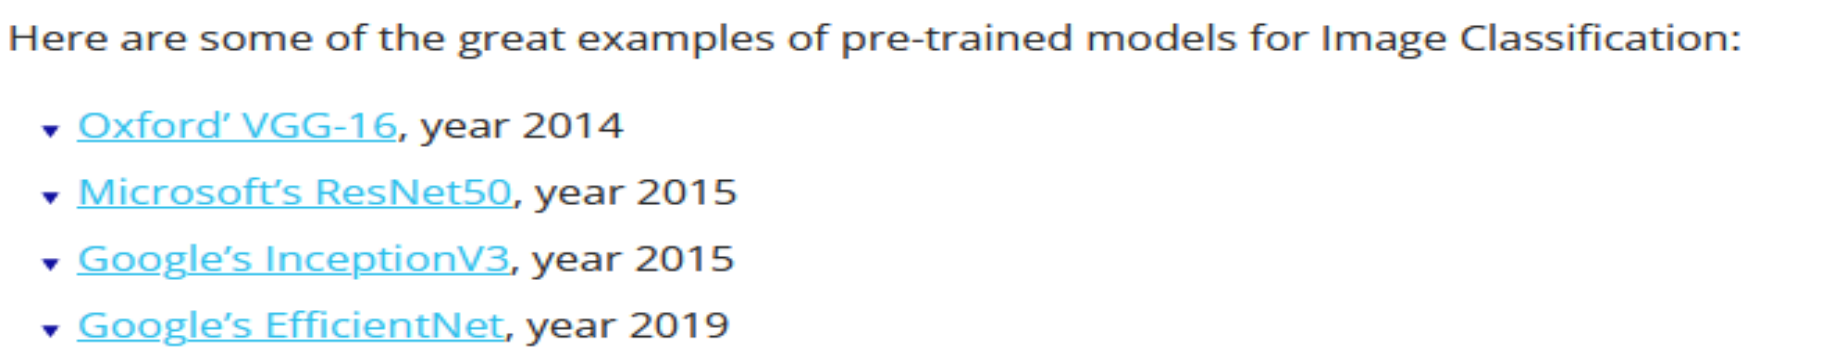 Here are some of the great examples of pre-trained models for Image Classification:
Oxford’ VGG-16, year 2014
Microsoft’s ResNet50, year 2015
Google’s InceptionV3, year 2015
Google’s EfficientNet, year 2019